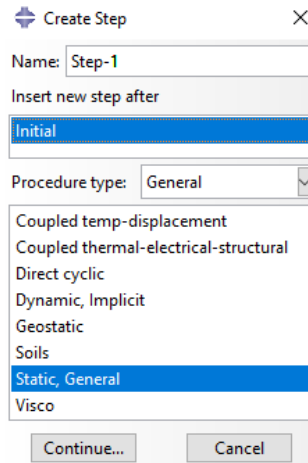 Create Step
Name: Step-1
Insert new step after
Initial
Procedure type: General
Coupled temp-displacement
Coupled thermal-electrical-structural
Direct cyclic
Dynamic, Implicit
Geostatic
Soils
Static, General
Visco
Continue... Cancel